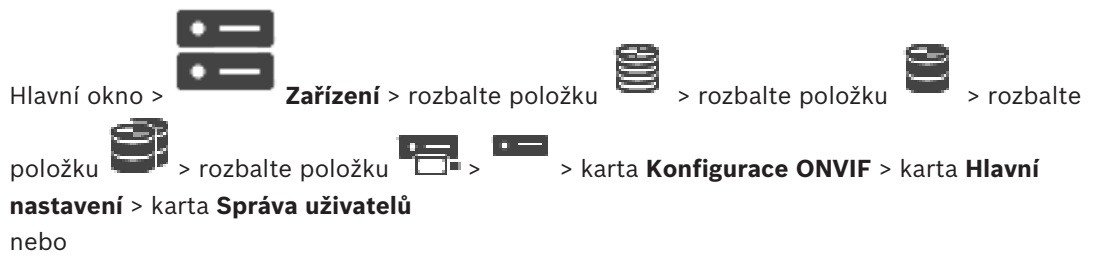 Hlavní okno > Zařízení > rozbalte položku > rozbalte položku > rozbalte
položku > rozbalte položku > > karta Konfigurace ONVIF > karta Hlavní
nastavení > karta Správa uživatelů
nebo